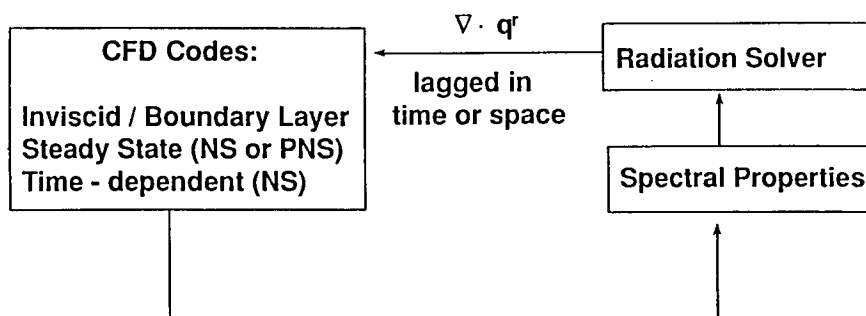 CFD Codes:
Inviscid / Boundary Layer
Steady State (NS or PNS)
Time - dependent (NS)
∇ · qʳ
lagged in
time or space
Radiation Solver
Spectral Properties